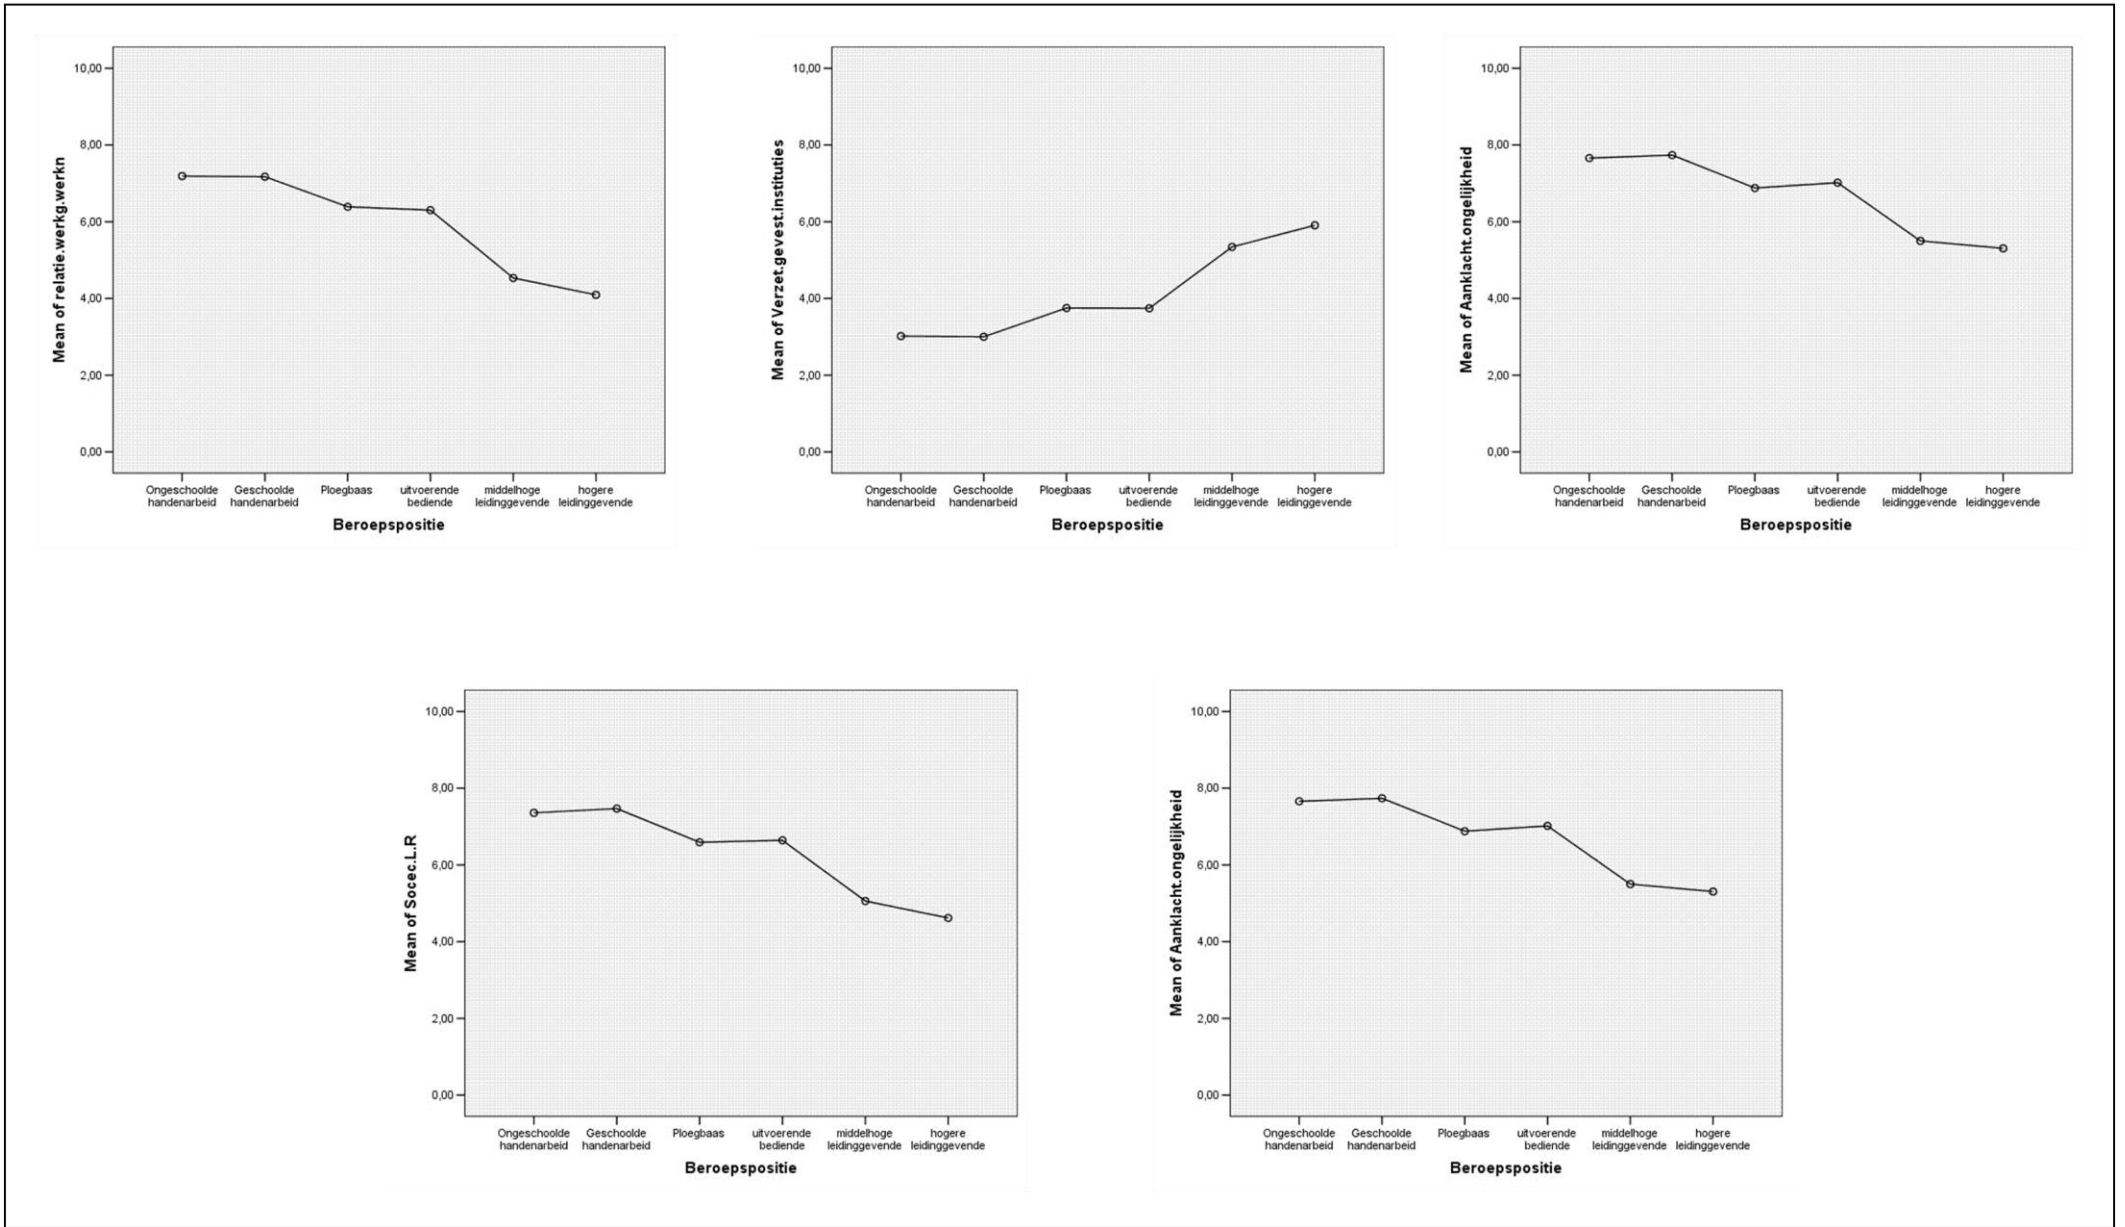 Mean of relatie.werkg.werkn
10,00
8,00
6,00
4,00
2,00
0,00
Ongeschoolde handenarbeid
Geschoolde handenarbeid
Ploegbaas
uitvoerende bediende
middelhoge leidinggevende
hogere leidinggevende
Beroepspositie
Mean of Verzet.gevest.instituties
10,00
8,00
6,00
4,00
2,00
0,00
Ongeschoolde handenarbeid
Geschoolde handenarbeid
Ploegbaas
uitvoerende bediende
middelhoge leidinggevende
hogere leidinggevende
Beroepspositie
Mean of Aanklacht.ongelijkheid
10,00
8,00
6,00
4,00
2,00
0,00
Ongeschoolde handenarbeid
Geschoolde handenarbeid
Ploegbaas
uitvoerende bediende
middelhoge leidinggevende
hogere leidinggevende
Beroepspositie
Mean of Socec.L.R
10,00
8,00
6,00
4,00
2,00
0,00
Ongeschoolde handenarbeid
Geschoolde handenarbeid
Ploegbaas
uitvoerende bediende
middelhoge leidinggevende
hogere leidinggevende
Beroepspositie
Mean of Aanklacht.ongelijkheid
10,00
8,00
6,00
4,00
2,00
0,00
Ongeschoolde handenarbeid
Geschoolde handenarbeid
Ploegbaas
uitvoerende bediende
middelhoge leidinggevende
hogere leidinggevende
Beroepspositie